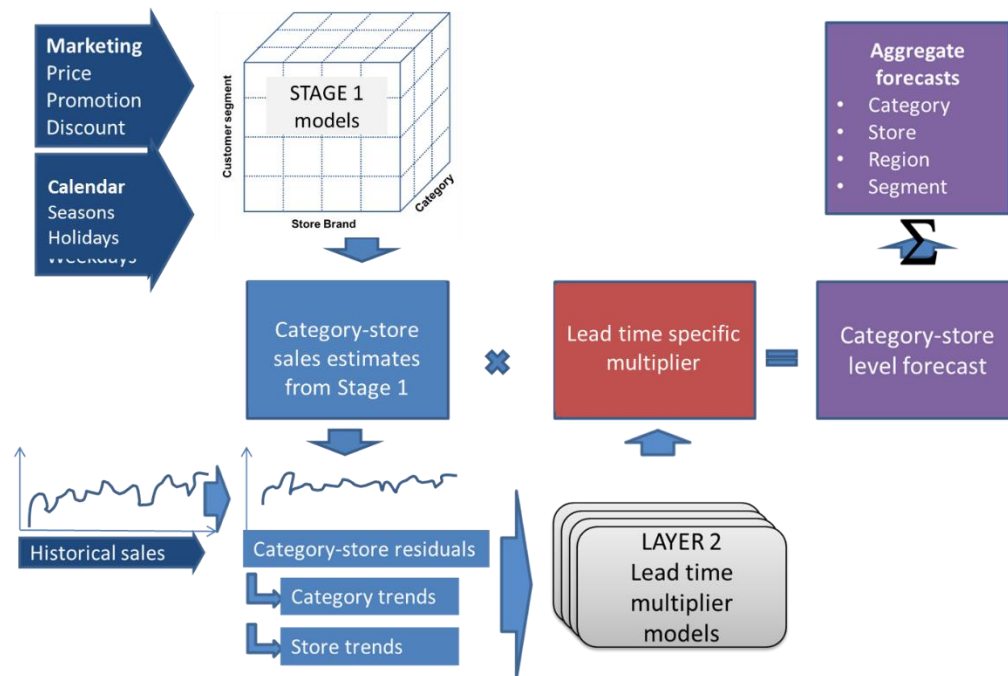 Marketing
Price
Promotion
Discount
Calendar
Seasons
Holidays
Weekdays
Customer segment
STAGE 1
models
Category
Store Brand
Aggregate
forecasts
• Category
• Store
• Region
• Segment
Σ
Category-store
sales estimates
from Stage 1
Lead time specific
multiplier
Category-store
level forecast
Historical sales
Category-store residuals
Category trends
Store trends
LAYER 2
Lead time
multiplier
models